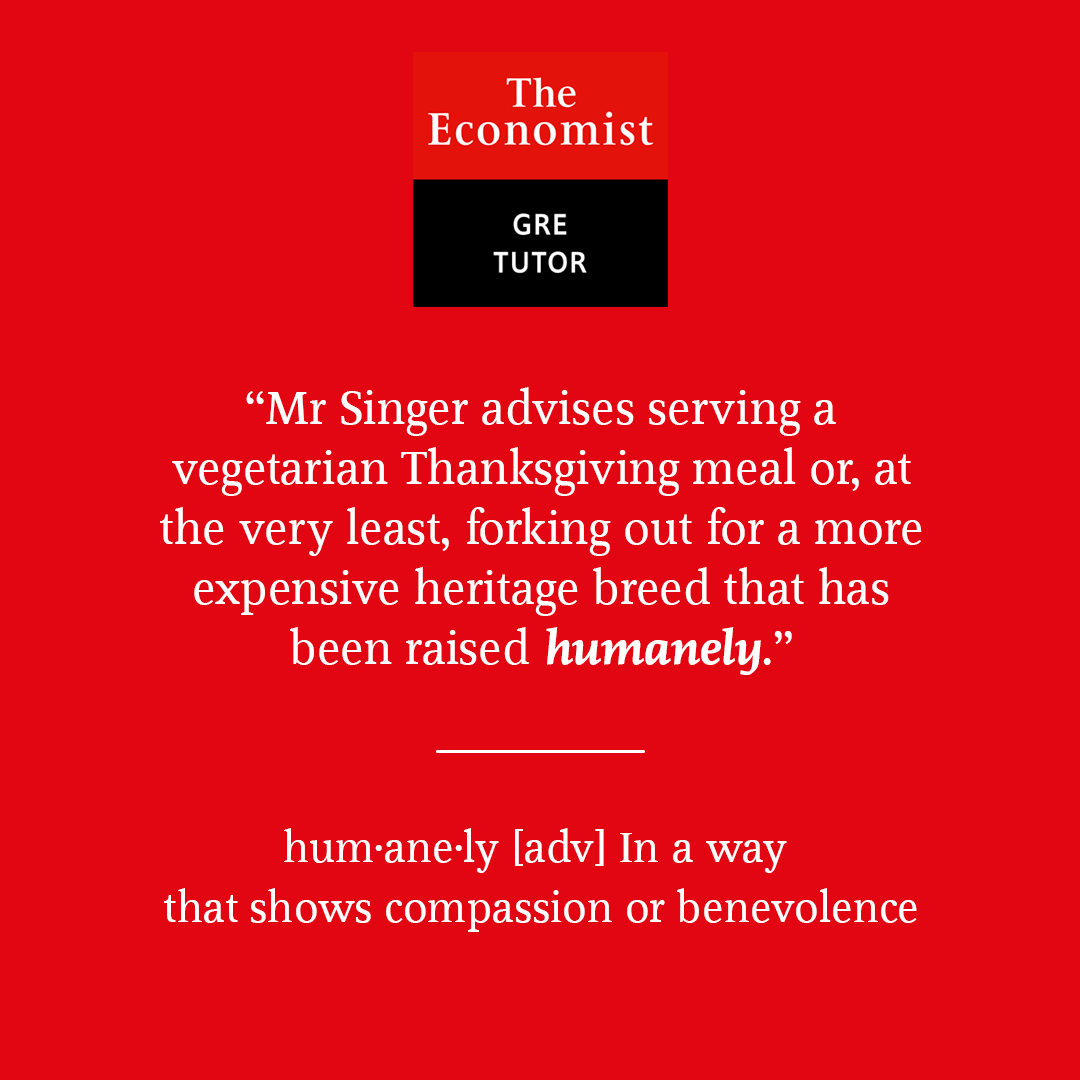 The
Economist
GRE
TUTOR
“Mr Singer advises serving a
vegetarian Thanksgiving meal or, at
the very least, forking out for a more
expensive heritage breed that has
been raised humanely.”
hum·ane·ly [adv] In a way
that shows compassion or benevolence